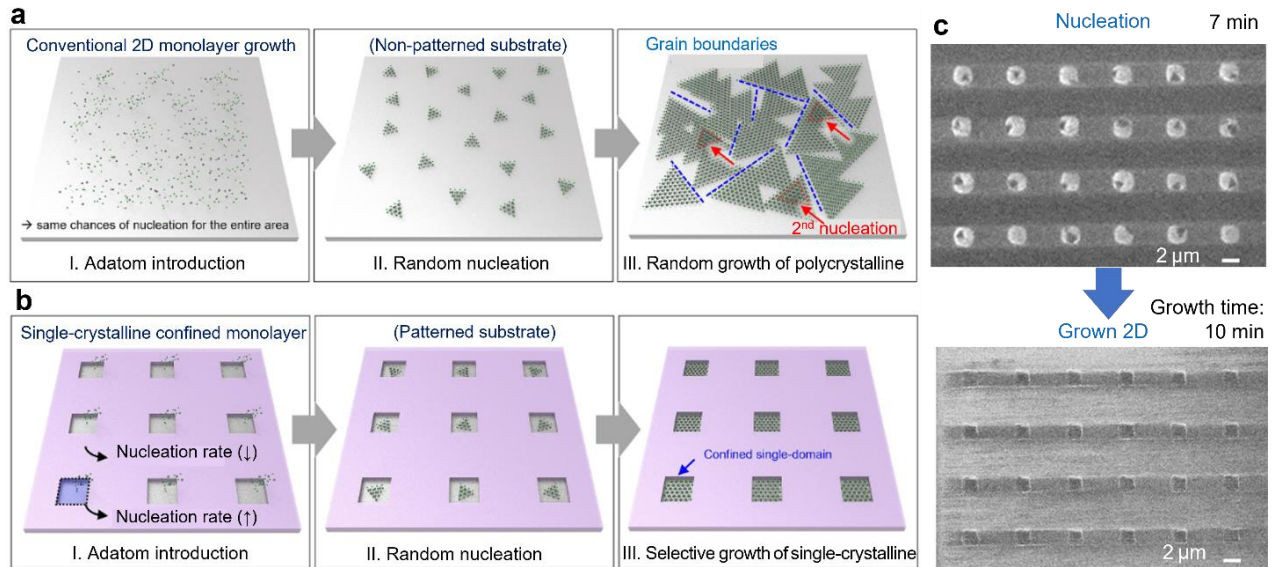 a
Conventional 2D monolayer growth
→ same chances of nucleation for the entire area
I. Adatom introduction
(Non-patterned substrate)
II. Random nucleation
Grain boundaries
2nd nucleation
III. Random growth of polycrystalline
b
Single-crystalline confined monolayer
Nucleation rate (↓)
Nucleation rate (↑)
I. Adatom introduction
(Patterned substrate)
II. Random nucleation
Confined single-domain
III. Selective growth of single-crystalline
c
Nucleation
7 min
2 μm
Growth time:
Grown 2D
10 min
2 μm